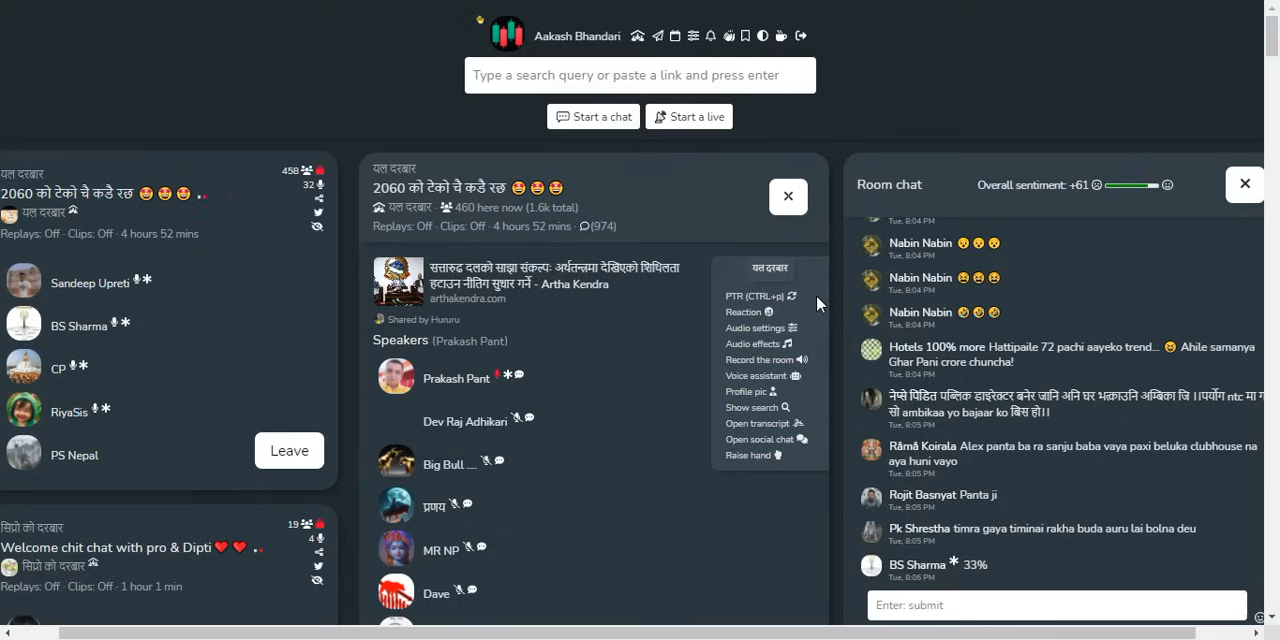 Aakash Bhandari
Type a search query or paste a link and press enter
Start a chat
Start a live
यल दरबार
458
2060 को टेको चै कडै रछ 🤩 🤩 🤩
32
यल दरबार
Replays: Off · Clips: Off · 4 hours 52 mins
Sandeep Upreti
BS Sharma
CP
RiyaSis
PS Nepal
Leave
सिप्रो को दरबार
19
Welcome chit chat with pro & Dipti❤️ ❤️
4
सिप्रो को दरबार
Replays: Off · Clips: Off · 1 hour 1 min
यल दरबार
2060 को टेको चै कडै रछ 🤩 🤩 🤩
यल दरबार · 460 here now (1.6k total)
Replays: Off · Clips: Off · 4 hours 52 mins · (974)
सत्तारुढ दलको साझा संकल्पः अर्थतन्त्रमा देखिएको शिथिलता
हटाउन नीतिग सुधार गर्ने - Artha Kendra
arthakendra.com
Shared by Hururu
Speakers (Prakash Pant)
Prakash Pant
Dev Raj Adhikari
Big Bull ....
प्रणय
MR NP
Dave
यल दरबार
PTR (CTRL+p)
Reaction
Audio settings
Audio effects
Record the room
Voice assistant
Profile pic
Show search
Open transcript
Open social chat
Raise hand
Room chat
Overall sentiment: +61
Tue, 8:04 PM
Nabin Nabin 😧 😧 😧
Tue, 8:04 PM
Nabin Nabin 😆 😆 😆
Tue, 8:04 PM
Nabin Nabin 🤣 🤣 🤣
Tue, 8:04 PM
Hotels 100% more Hattipaile 72 pachi aayeko trend... 😆 Ahile samanya
Ghar Pani crore chuncha!
Tue, 8:04 PM
नेप्से पिडित पब्लिक डाइरेक्टर बनेर जानि अनि घर भत्काउनि अम्बिका जि ।।पर्योग ntc मा ग
सो ambikaa yo bajaar ko बिस हो।।
Tue, 8:05 PM
Råmå Koirala Alex panta ba ra sanju baba vaya paxi beluka clubhouse na
aya huni vayo
Tue, 8:05 PM
Rojit Basnyat Panta ji
Tue, 8:05 PM
Pk Shrestha timra gaya timinai rakha buda auru lai bolna deu
Tue, 8:05 PM
BS Sharma * 33%
Tue, 8:06 PM
Enter: submit